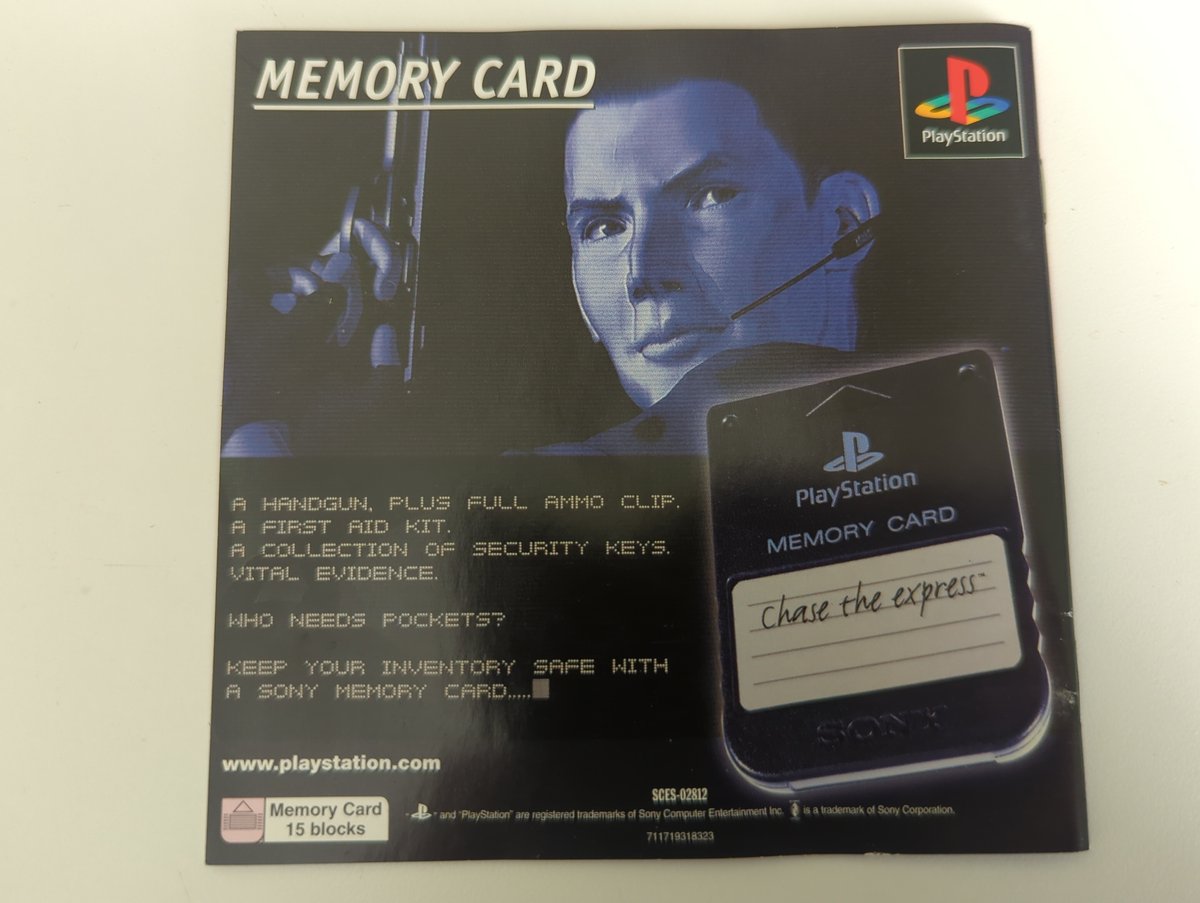 MEMORY CARD
PlayStation
A HANDGUN, PLUS FULL AMMO CLIP.
A FIRST AID KIT.
A COLLECTION OF SECURITY KEYS.
VITAL EVIDENCE.
WHO NEEDS POCKETS?
KEEP YOUR INVENTORY SAFE WITH
A SONY MEMORY CARD.....
PlayStation
MEMORY CARD
Chase the express™
SONY
www.playstation.com
Memory Card
15 blocks
SCES-02812
and "PlayStation" are registered trademarks of Sony Computer Entertainment Inc. is a trademark of Sony Corporation.
711719318323